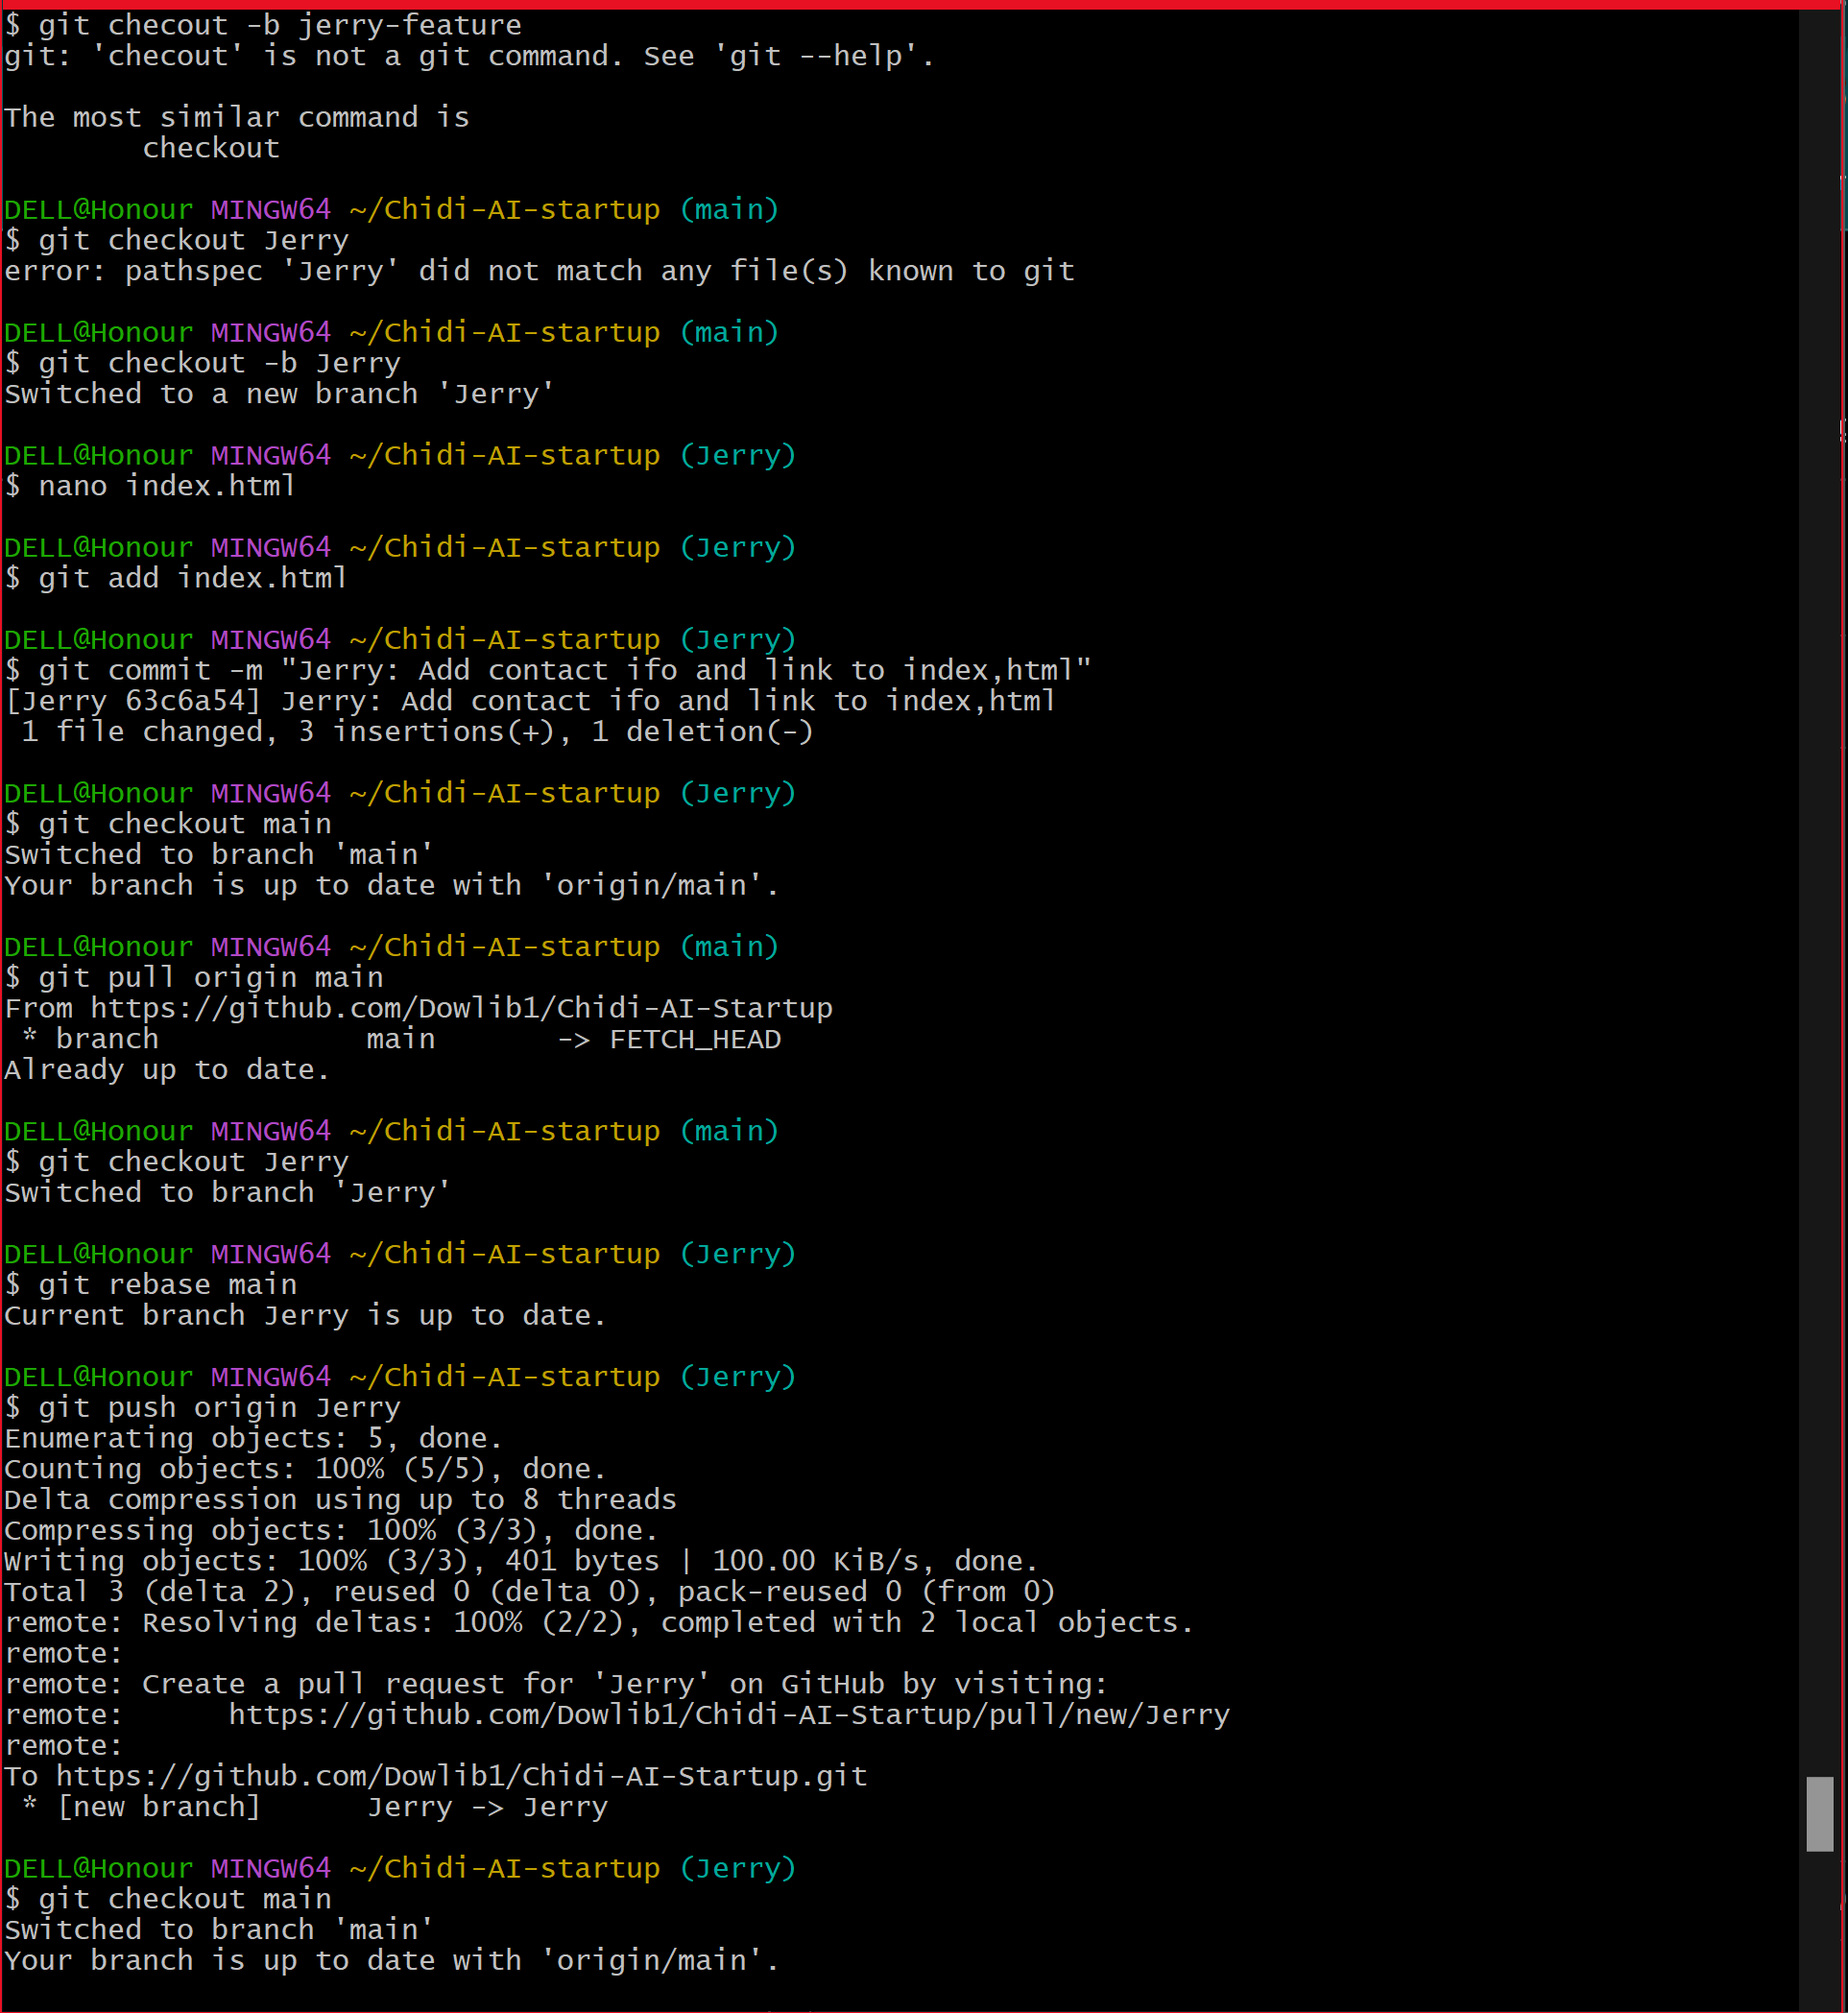 $ git checout -b jerry-feature
git: 'checout' is not a git command. See 'git --help'.
The most similar command is
        checkout
DELL@Honour MINGW64 ~/Chidi-AI-startup (main)
$ git checkout Jerry
error: pathspec 'Jerry' did not match any file(s) known to git
DELL@Honour MINGW64 ~/Chidi-AI-startup (main)
$ git checkout -b Jerry
Switched to a new branch 'Jerry'
DELL@Honour MINGW64 ~/Chidi-AI-startup (Jerry)
$ nano index.html
DELL@Honour MINGW64 ~/Chidi-AI-startup (Jerry)
$ git add index.html
DELL@Honour MINGW64 ~/Chidi-AI-startup (Jerry)
$ git commit -m "Jerry: Add contact ifo and link to index,html"
[Jerry 63c6a54] Jerry: Add contact ifo and link to index,html
 1 file changed, 3 insertions(+), 1 deletion(-)
DELL@Honour MINGW64 ~/Chidi-AI-startup (Jerry)
$ git checkout main
Switched to branch 'main'
Your branch is up to date with 'origin/main'.
DELL@Honour MINGW64 ~/Chidi-AI-startup (main)
$ git pull origin main
From https://github.com/Dowlib1/Chidi-AI-Startup
 * branch            main       -> FETCH_HEAD
Already up to date.
DELL@Honour MINGW64 ~/Chidi-AI-startup (main)
$ git checkout Jerry
Switched to branch 'Jerry'
DELL@Honour MINGW64 ~/Chidi-AI-startup (Jerry)
$ git rebase main
Current branch Jerry is up to date.
DELL@Honour MINGW64 ~/Chidi-AI-startup (Jerry)
$ git push origin Jerry
Enumerating objects: 5, done.
Counting objects: 100% (5/5), done.
Delta compression using up to 8 threads
Compressing objects: 100% (3/3), done.
Writing objects: 100% (3/3), 401 bytes | 100.00 KiB/s, done.
Total 3 (delta 2), reused 0 (delta 0), pack-reused 0 (from 0)
remote: Resolving deltas: 100% (2/2), completed with 2 local objects.
remote:
remote: Create a pull request for 'Jerry' on GitHub by visiting:
remote:      https://github.com/Dowlib1/Chidi-AI-Startup/pull/new/Jerry
remote:
To https://github.com/Dowlib1/Chidi-AI-Startup.git
 * [new branch]      Jerry -> Jerry
DELL@Honour MINGW64 ~/Chidi-AI-startup (Jerry)
$ git checkout main
Switched to branch 'main'
Your branch is up to date with 'origin/main'.